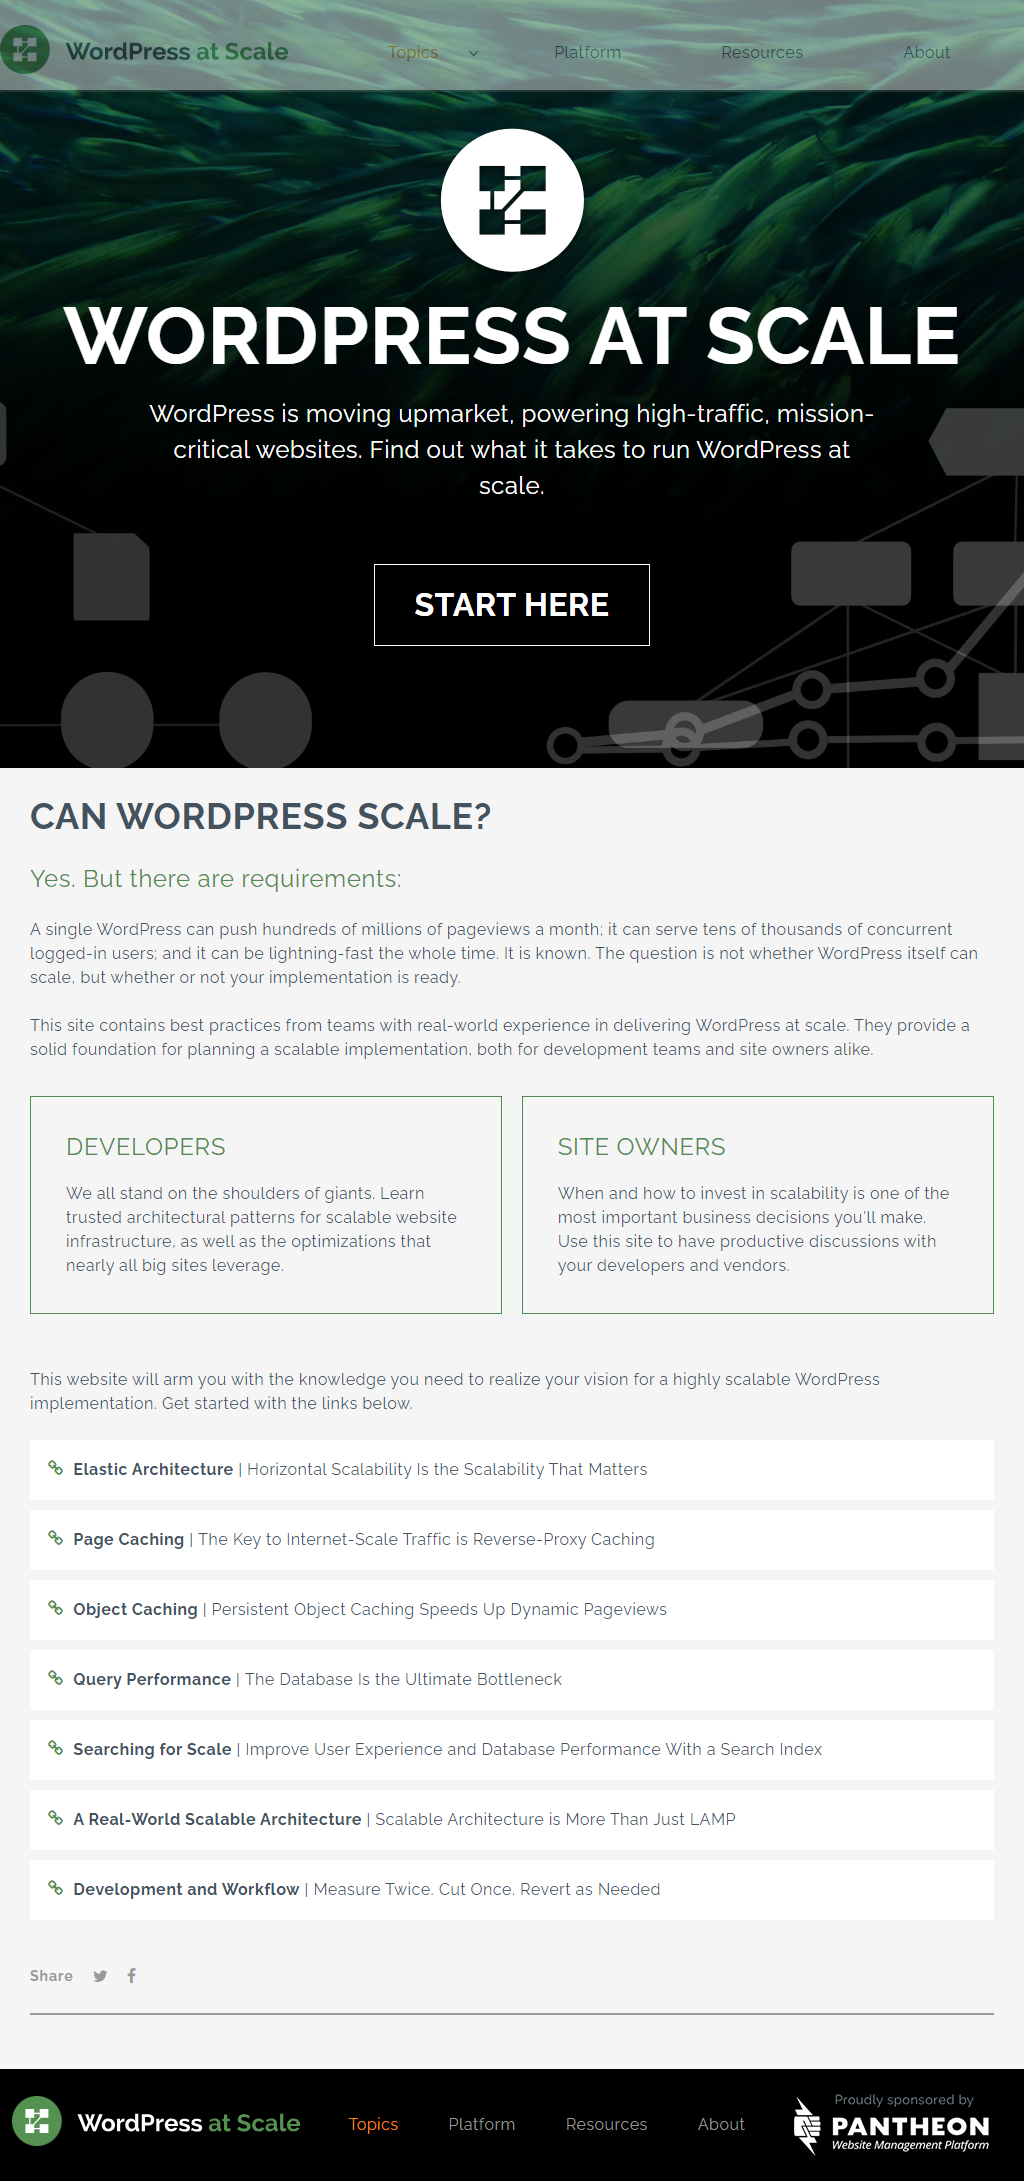 WordPress at Scale
Topics
Platform
Resources
About
WORDPRESS AT SCALE
WordPress is moving upmarket, powering high-traffic, mission-
critical websites. Find out what it takes to run WordPress at
scale.
START HERE
CAN WORDPRESS SCALE?
Yes. But there are requirements:
A single WordPress can push hundreds of millions of pageviews a month; it can serve tens of thousands of concurrent
logged-in users; and it can be lightning-fast the whole time. It is known. The question is not whether WordPress itself can
scale, but whether or not your implementation is ready.
This site contains best practices from teams with real-world experience in delivering WordPress at scale. They provide a
solid foundation for planning a scalable implementation, both for development teams and site owners alike.
DEVELOPERS
We all stand on the shoulders of giants. Learn
trusted architectural patterns for scalable website
infrastructure, as well as the optimizations that
nearly all big sites leverage.
SITE OWNERS
When and how to invest in scalability is one of the
most important business decisions you'll make.
Use this site to have productive discussions with
your developers and vendors.
This website will arm you with the knowledge you need to realize your vision for a highly scalable WordPress
implementation. Get started with the links below.
Elastic Architecture | Horizontal Scalability Is the Scalability That Matters
Page Caching | The Key to Internet-Scale Traffic is Reverse-Proxy Caching
Object Caching | Persistent Object Caching Speeds Up Dynamic Pageviews
Query Performance | The Database Is the Ultimate Bottleneck
Searching for Scale | Improve User Experience and Database Performance With a Search Index
A Real-World Scalable Architecture | Scalable Architecture is More Than Just LAMP
Development and Workflow | Measure Twice. Cut Once. Revert as Needed
Share
WordPress at Scale
Topics
Platform
Resources
About
Proudly sponsored by
PANTHEON
Website Management Platform